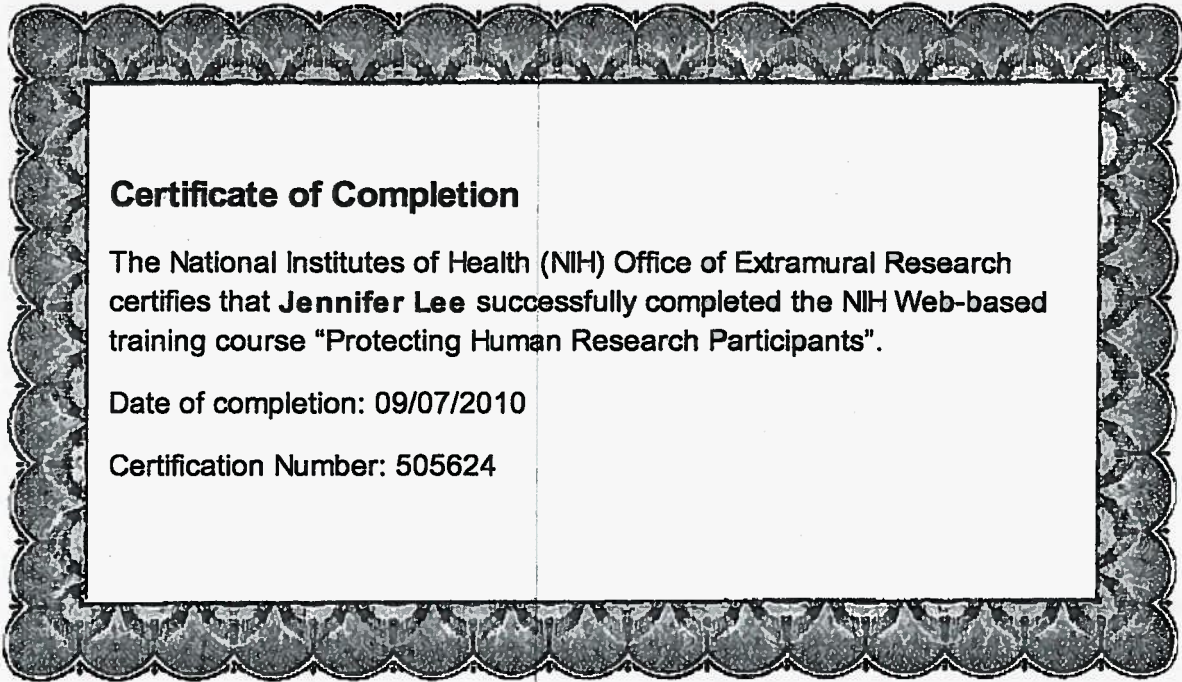 Certificate of Completion
The National Institutes of Health (NIH) Office of Extramural Research
certifies that Jennifer Lee successfully completed the NIH Web-based
training course “Protecting Human Research Participants”.
Date of completion: 09/07/2010
Certification Number: 505624